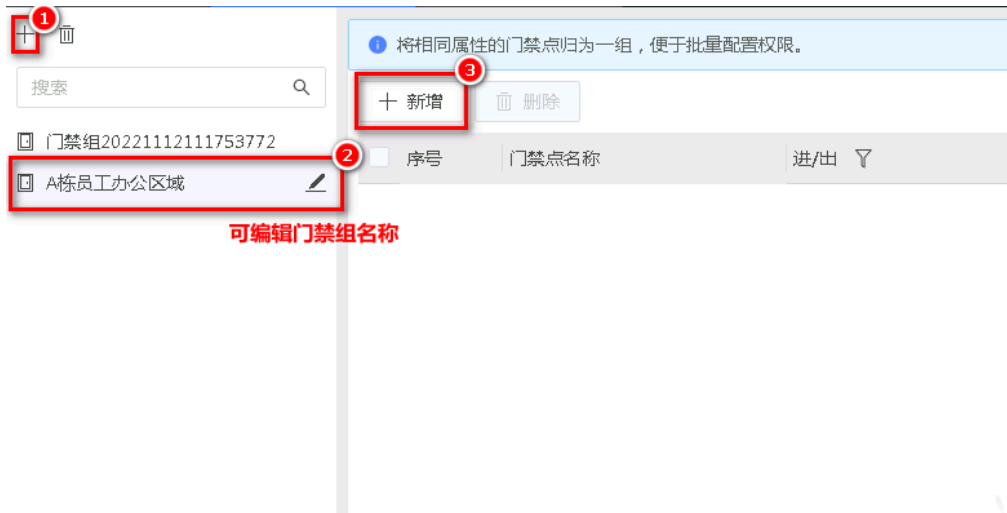 1
搜索
门禁组20221112111753772
2
A栋员工办公区域
可编辑门禁组名称
将相同属性的门禁点归为一组，便于批量配置权限。
3
新增 删除
序号 门禁点名称 进/出